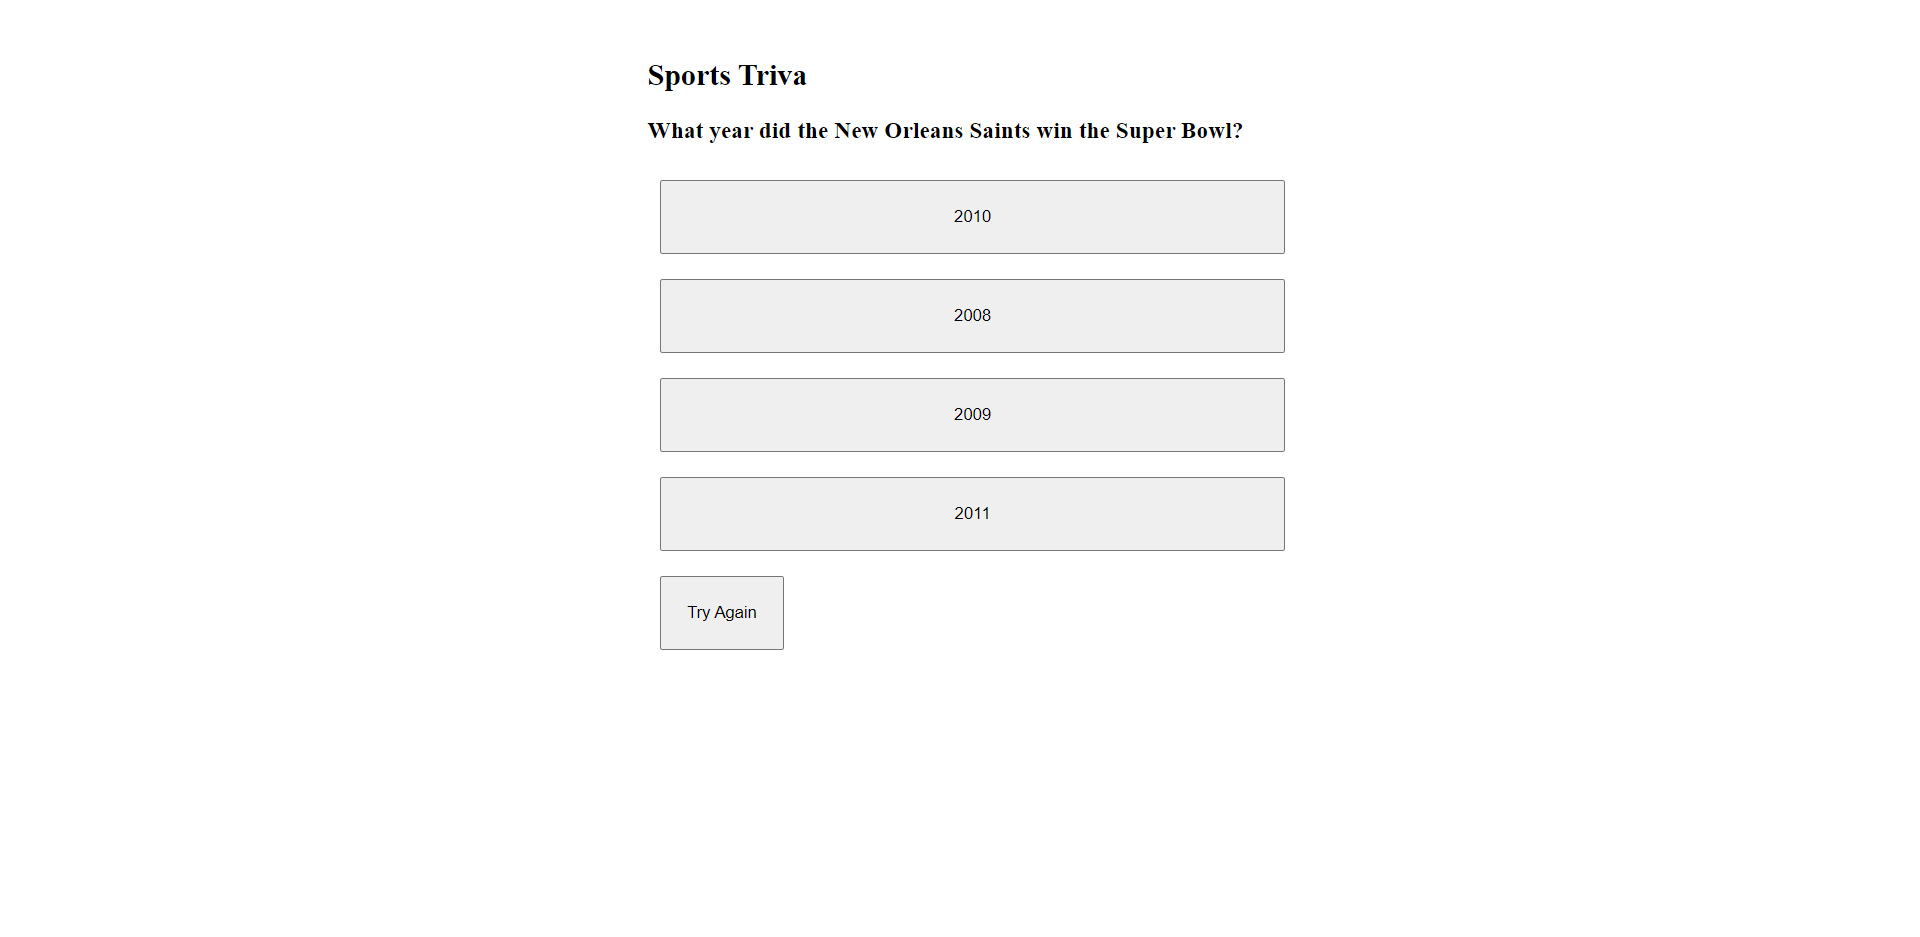 Sports Triva
What year did the New Orleans Saints win the Super Bowl?
2010
2008
2009
2011
Try Again